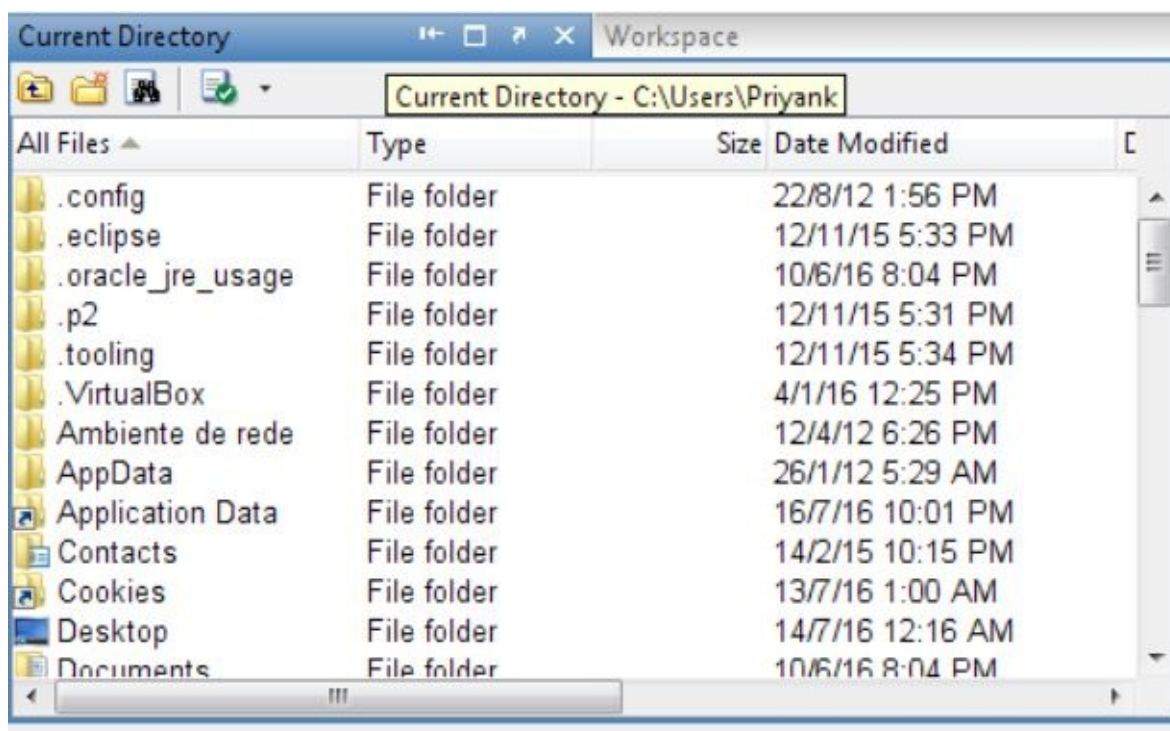 Current Directory Workspace
Current Directory - C:\Users\Priyank
All Files Type Size Date Modified D
.config File folder 22/8/12 1:56 PM
.eclipse File folder 12/11/15 5:33 PM
.oracle_jre_usage File folder 10/6/16 8:04 PM
.p2 File folder 12/11/15 5:31 PM
.tooling File folder 12/11/15 5:34 PM
.VirtualBox File folder 4/1/16 12:25 PM
Ambiente de rede File folder 12/4/12 6:26 PM
AppData File folder 26/1/12 5:29 AM
Application Data File folder 16/7/16 10:01 PM
Contacts File folder 14/2/15 10:15 PM
Cookies File folder 13/7/16 1:00 AM
Desktop File folder 14/7/16 12:16 AM
Documents File folder 10/6/16 8:04 PM